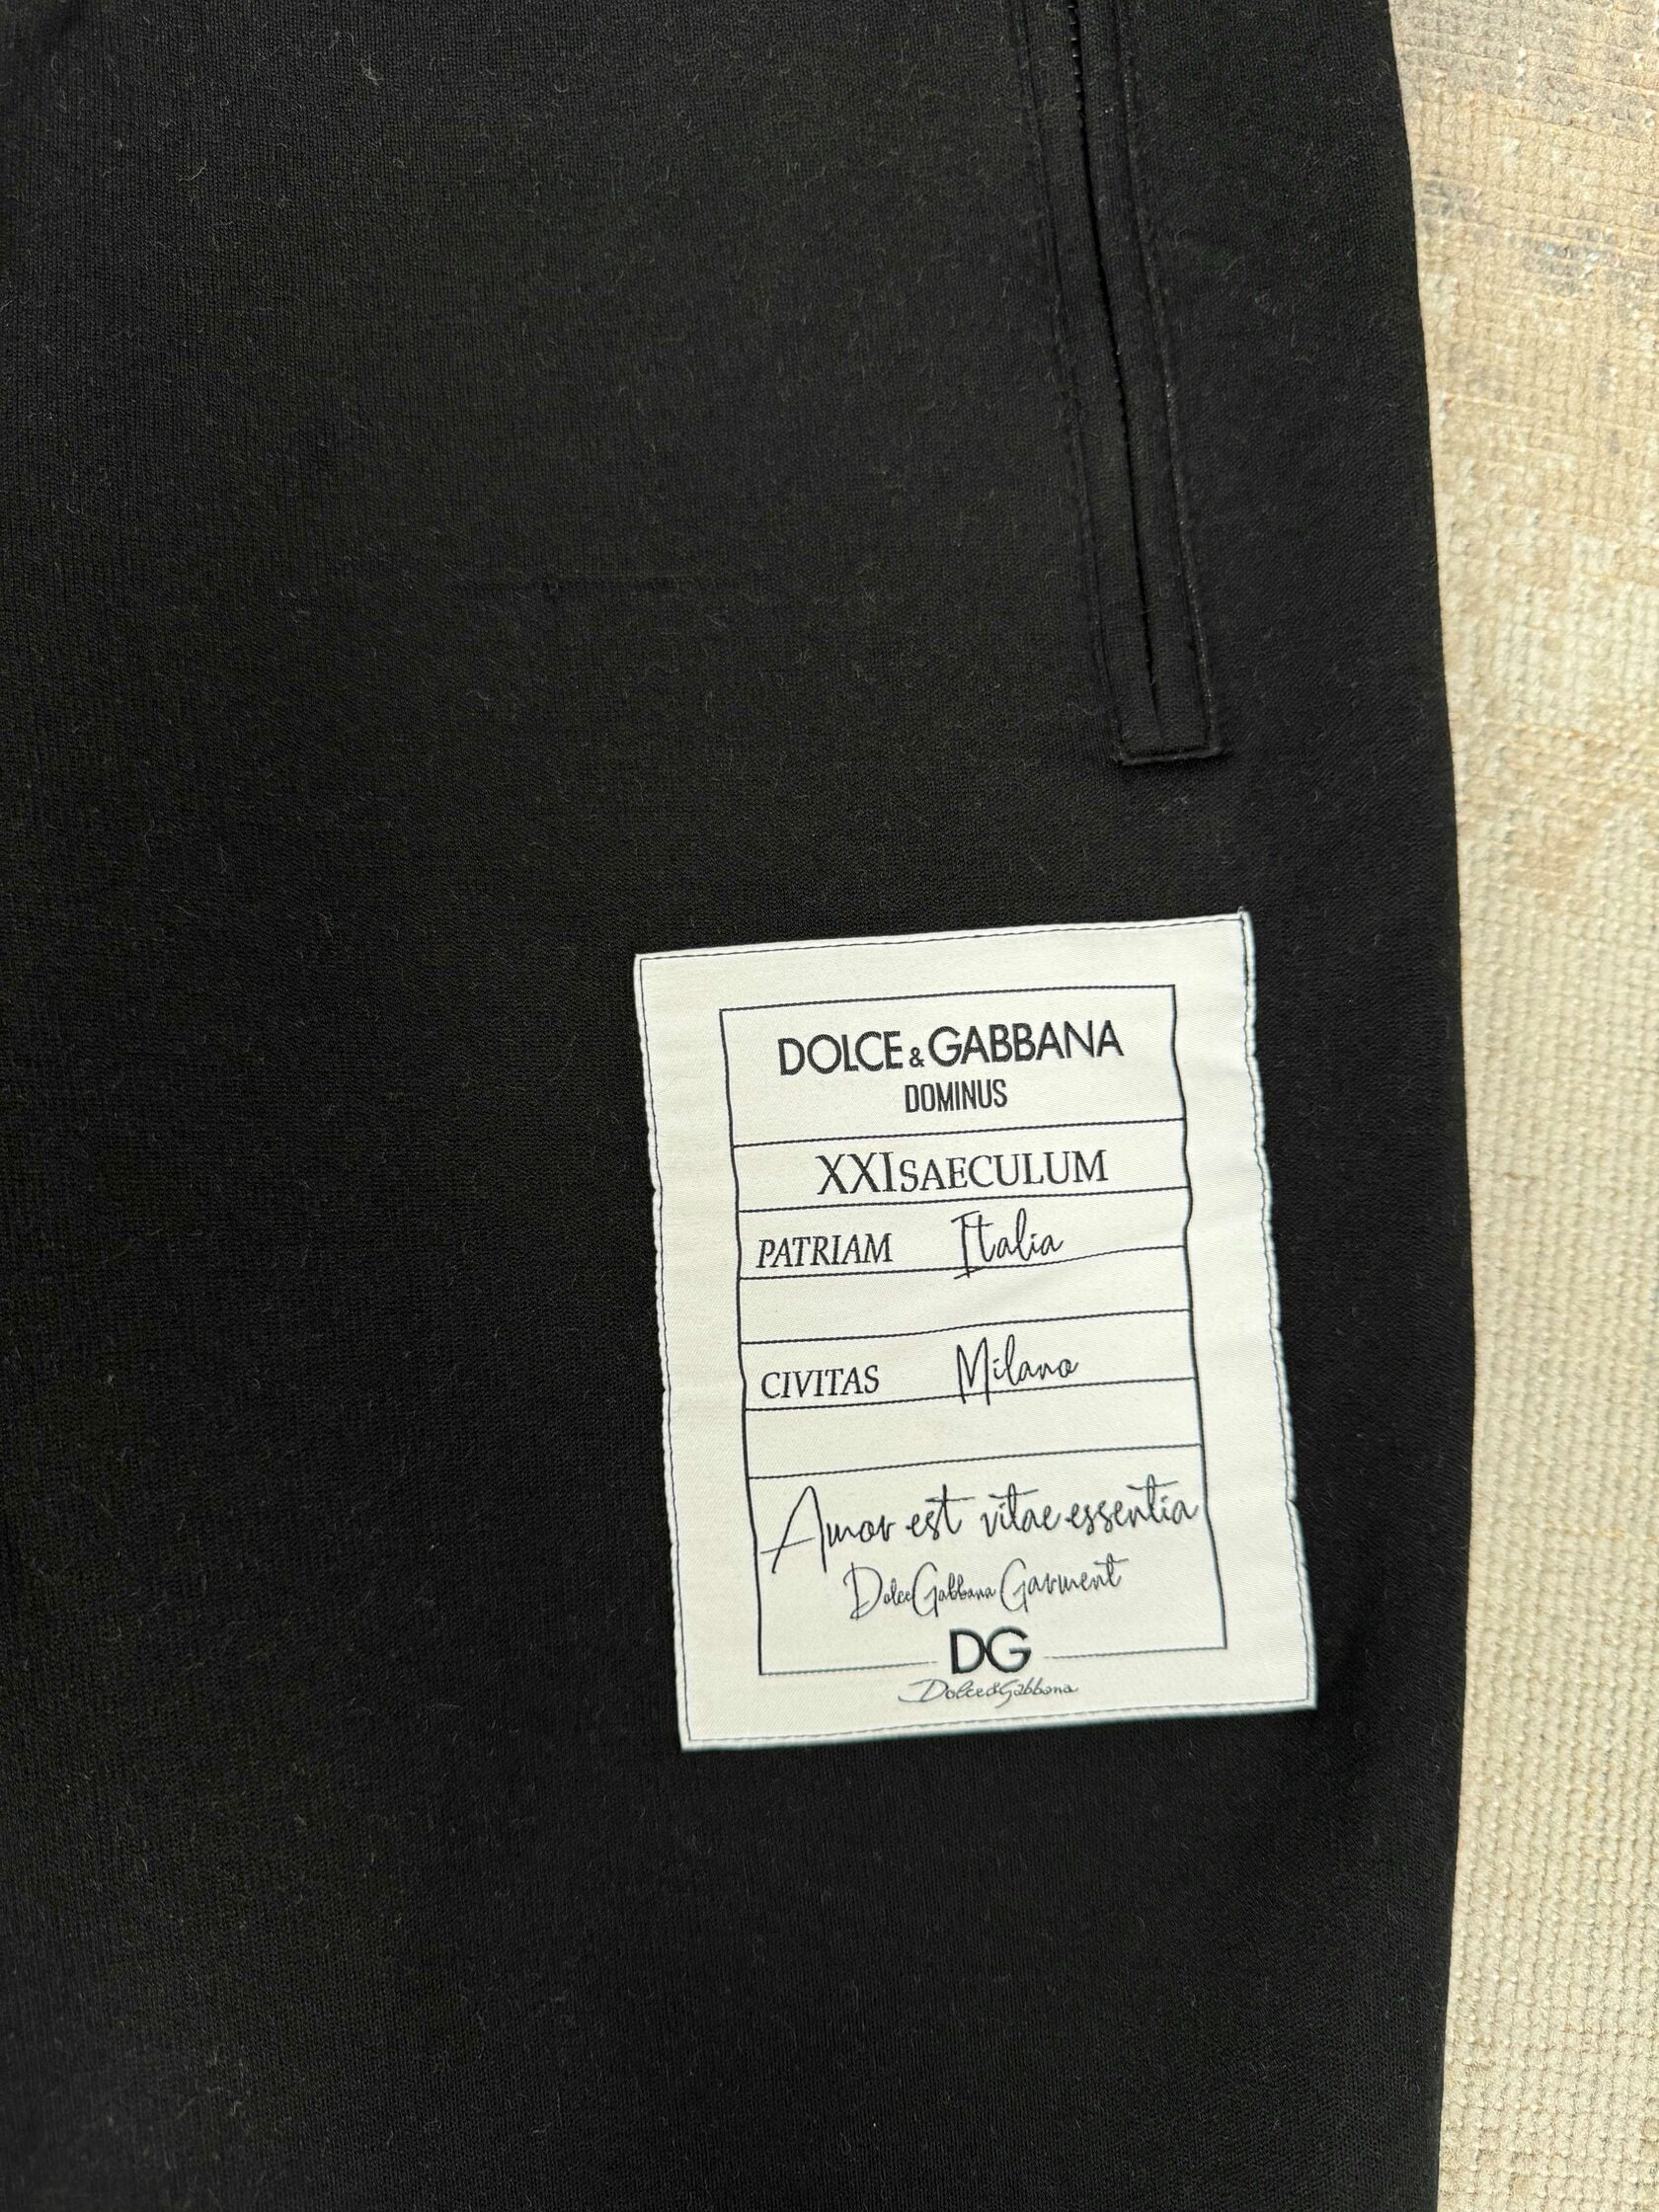 DOLCE & GABBANA
DOMINUS
XXISAECULUM
PATRIAM Italia
CIVITAS Milano
Amor est vitae essentia
DolceGabbana Garment
DG
Dolce&Gabbana